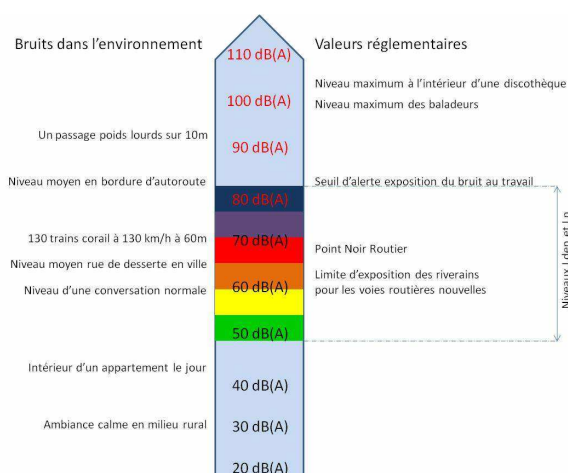 Bruits dans l'environnement
Valeurs réglementaires
110 dB(A)
Niveau maximum à l'intérieur d'une discothèque
100 dB(A)
Niveau maximum des baladeurs
Un passage poids lourds sur 10m
90 dB(A)
Niveau moyen en bordure d'autoroute
Seuil d'alerte exposition du bruit au travail
80 dB(A)
130 trains corail à 130 km/h à 60m
70 dB(A)
Point Noir Routier
Niveau moyen rue de desserte en ville
Limite d'exposition des riverains
pour les voies routières nouvelles
Niveau d'une conversation normale
60 dB(A)
50 dB(A)
Intérieur d'un appartement le jour
40 dB(A)
Ambiance calme en milieu rural
30 dB(A)
20 dB(A)
Niveaux Lden et Ln